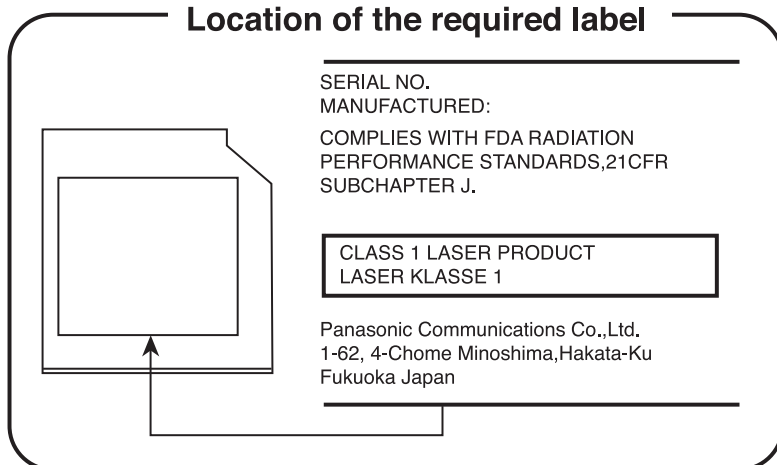 Location of the required label
SERIAL NO.
MANUFACTURED:
COMPLIES WITH FDA RADIATION
PERFORMANCE STANDARDS,21CFR
SUBCHAPTER J.
CLASS 1 LASER PRODUCT
LASER KLASSE 1
Panasonic Communications Co.,Ltd.
1-62, 4-Chome Minoshima,Hakata-Ku
Fukuoka Japan